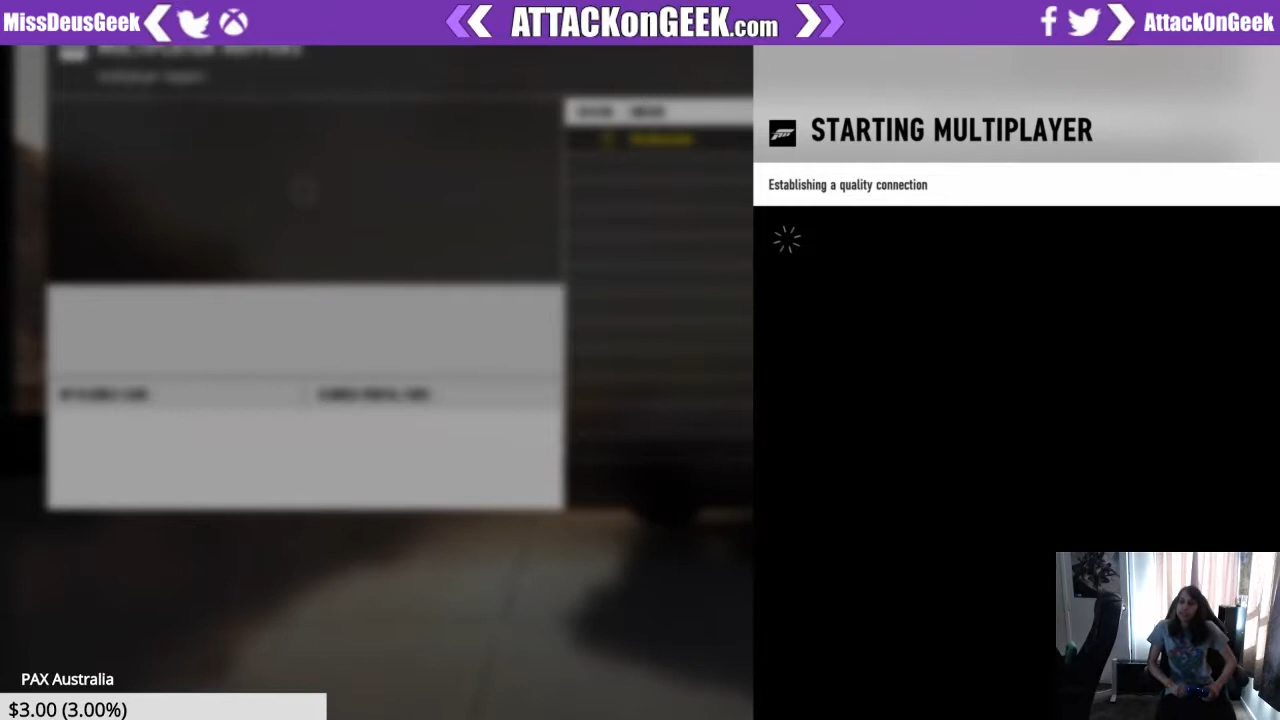 MissDeusGeek
ATTACKonGEEK.com
AttackOnGeek
STARTING MULTIPLAYER
Establishing a quality connection
PAX Australia
$3.00 (3.00%)